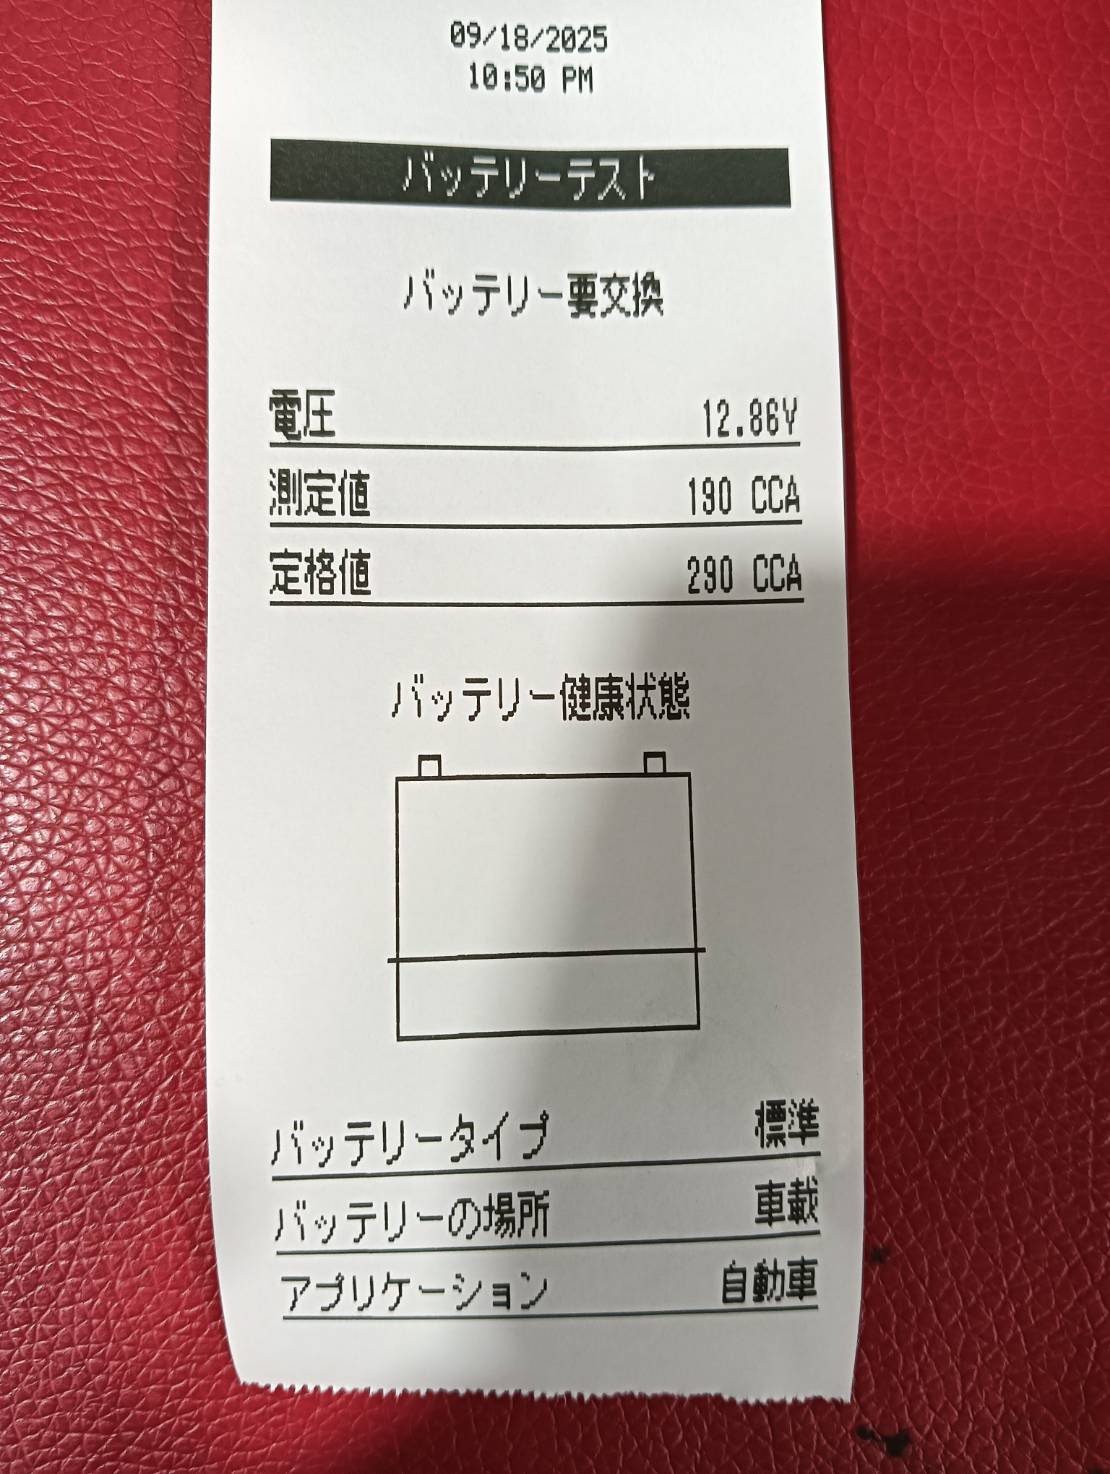 09/18/2025
10:50 PM
バッテリーテスト
バッテリー要交換
電圧 12.86V
測定値 190 CCA
定格値 290 CCA
バッテリー健康状態
バッテリータイプ 標準
バッテリーの場所 車載
アプリケーション 自動車